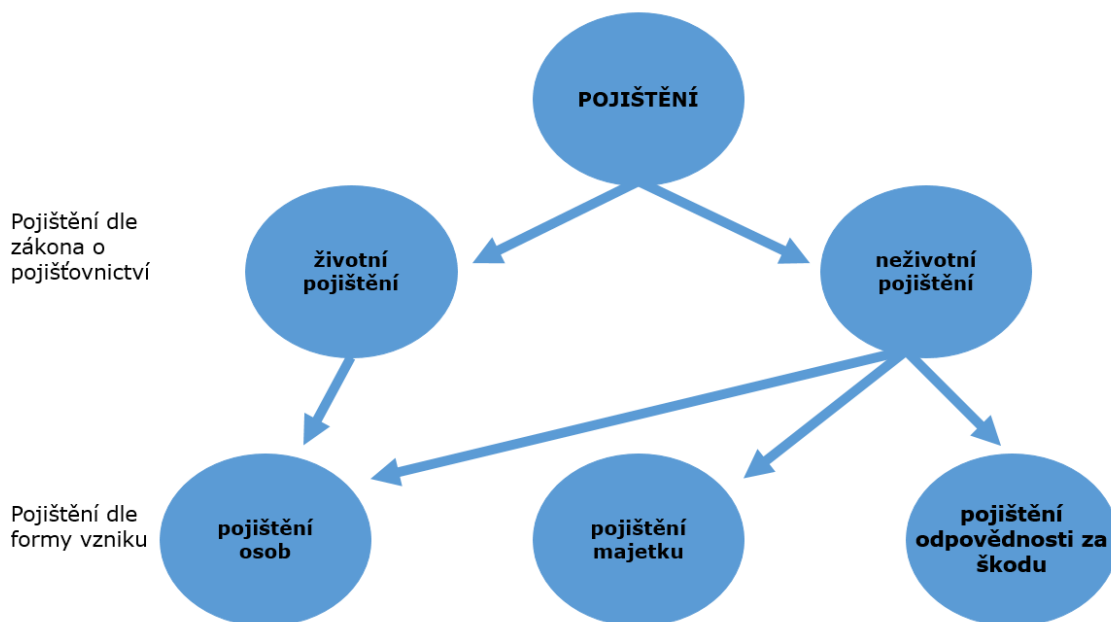 POJIŠTĚNÍ
Pojištění dle
zákona o
pojišťovnictví
životní
pojištění
neživotní
pojištění
Pojištění dle
formy vzniku
pojištění
osob
pojištění
majetku
pojištění
odpovědnosti za
škodu